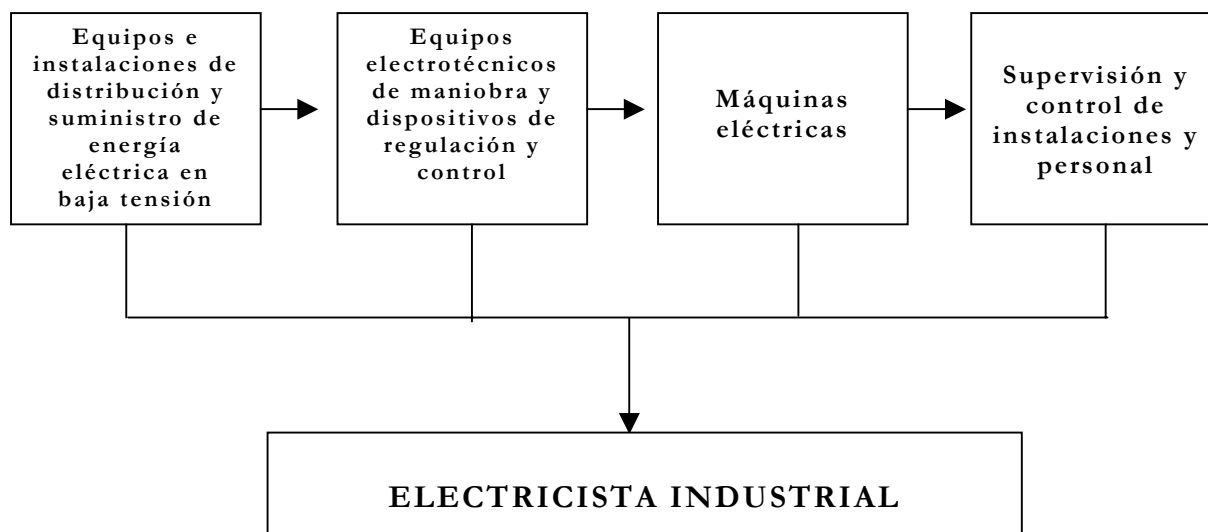 Equipos e
instalaciones de
distribución y
suministro de
energía
eléctrica en
baja tensión
Equipos
electrotécnicos
de maniobra y
dispositivos de
regulación y
control
Máquinas
eléctricas
Supervisión y
control de
instalaciones y
personal
ELECTRICISTA INDUSTRIAL